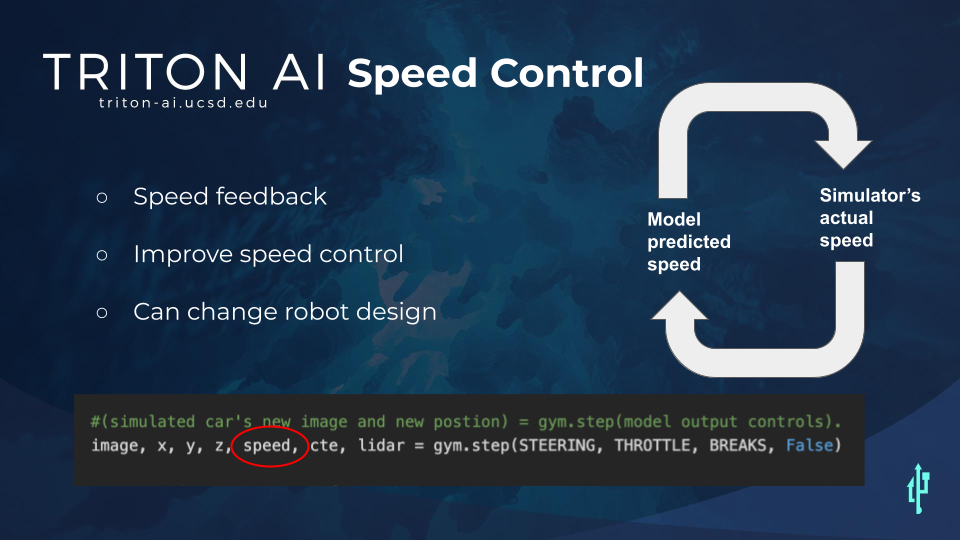 TRITON AI Speed Control
triton-ai.ucsd.edu
○ Speed feedback
○ Improve speed control
○ Can change robot design
Model
predicted
speed
Simulator's
actual
speed
#(simulated car's new image and new postion) = gym.step(model output controls).
image, x, y, z, speed, cte, lidar = gym.step(STEERING, THROTTLE, BREAKS, False)